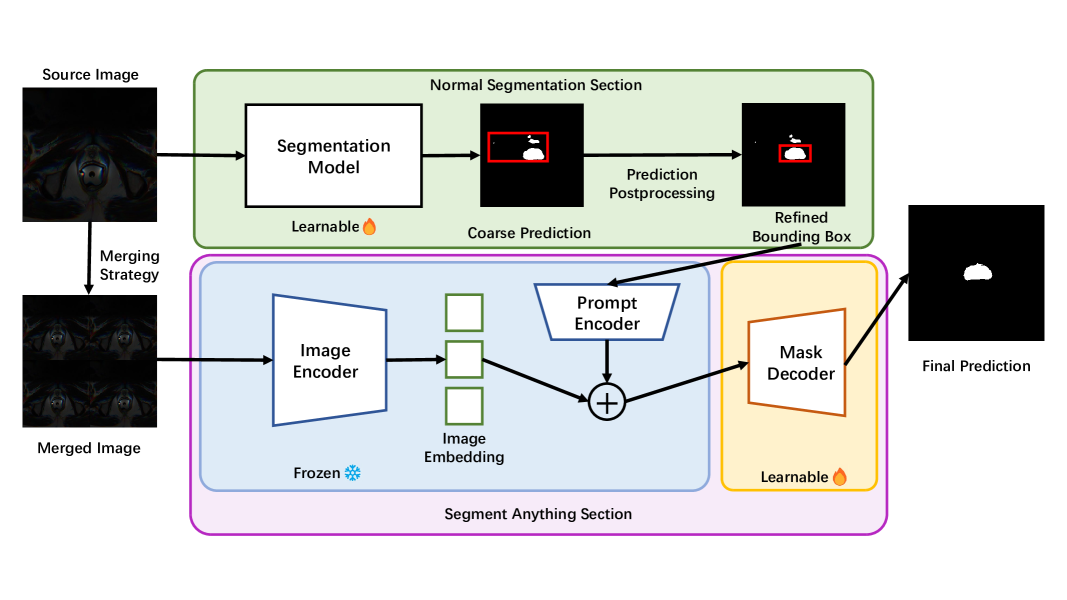 Source Image
Normal Segmentation Section
Segmentation
Model
Learnable
Coarse Prediction
Prediction
Postprocessing
Refined
Bounding Box
Merging
Strategy
Merged Image
Image
Encoder
Image
Embedding
Prompt
Encoder
Frozen
Mask
Decoder
Learnable
Segment Anything Section
Final Prediction